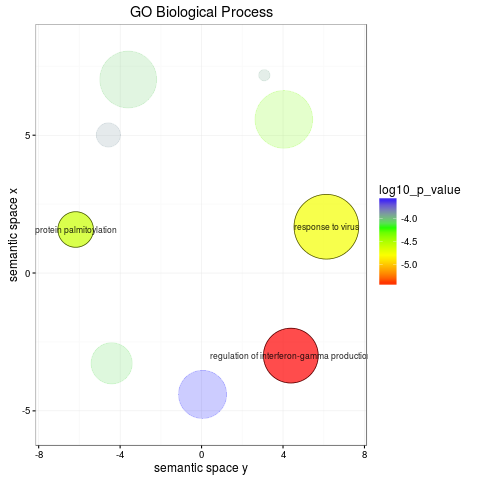 GO Biological Process
semantic space x
5
0
-5
protein palmitoylation
response to virus
regulation of interferon-gamma productio
-8
-4
0
4
8
semantic space y
log10_p_value
-4.0
-4.5
-5.0